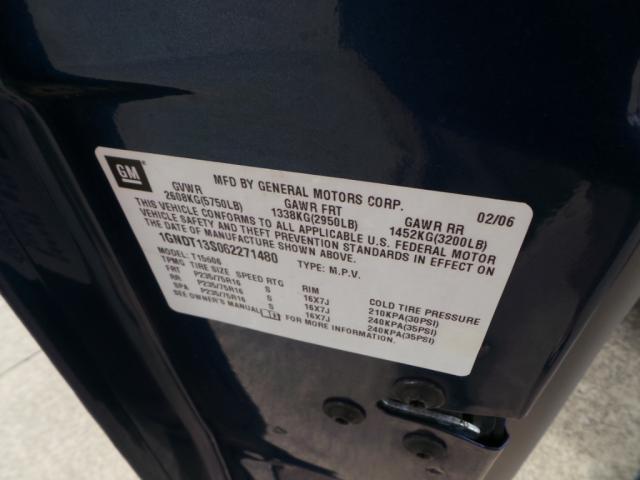 GM
MFD BY GENERAL MOTORS CORP. 02/06
GVWR GAWR FRT GAWR RR
2608KG(5750LB) 1338KG(2950LB) 1452KG(3200LB)
THIS VEHICLE CONFORMS TO ALL APPLICABLE U.S. FEDERAL MOTOR
VEHICLE SAFETY AND THEFT PREVENTION STANDARDS IN EFFECT ON
THE DATE OF MANUFACTURE SHOWN ABOVE.
1GNDT13S062271480 TYPE: M.P.V.
MODEL: T15506
TPMS TIRE SIZE SPEED RTG RIM COLD TIRE PRESSURE
FRT P235/75R16 S 16X7J 210KPA(30PSI)
RR P235/75R16 S 16X7J 240KPA(35PSI)
SPA P235/75R16 S 16X7J 240KPA(35PSI)
SEE OWNER'S MANUAL FOR MORE INFORMATION.